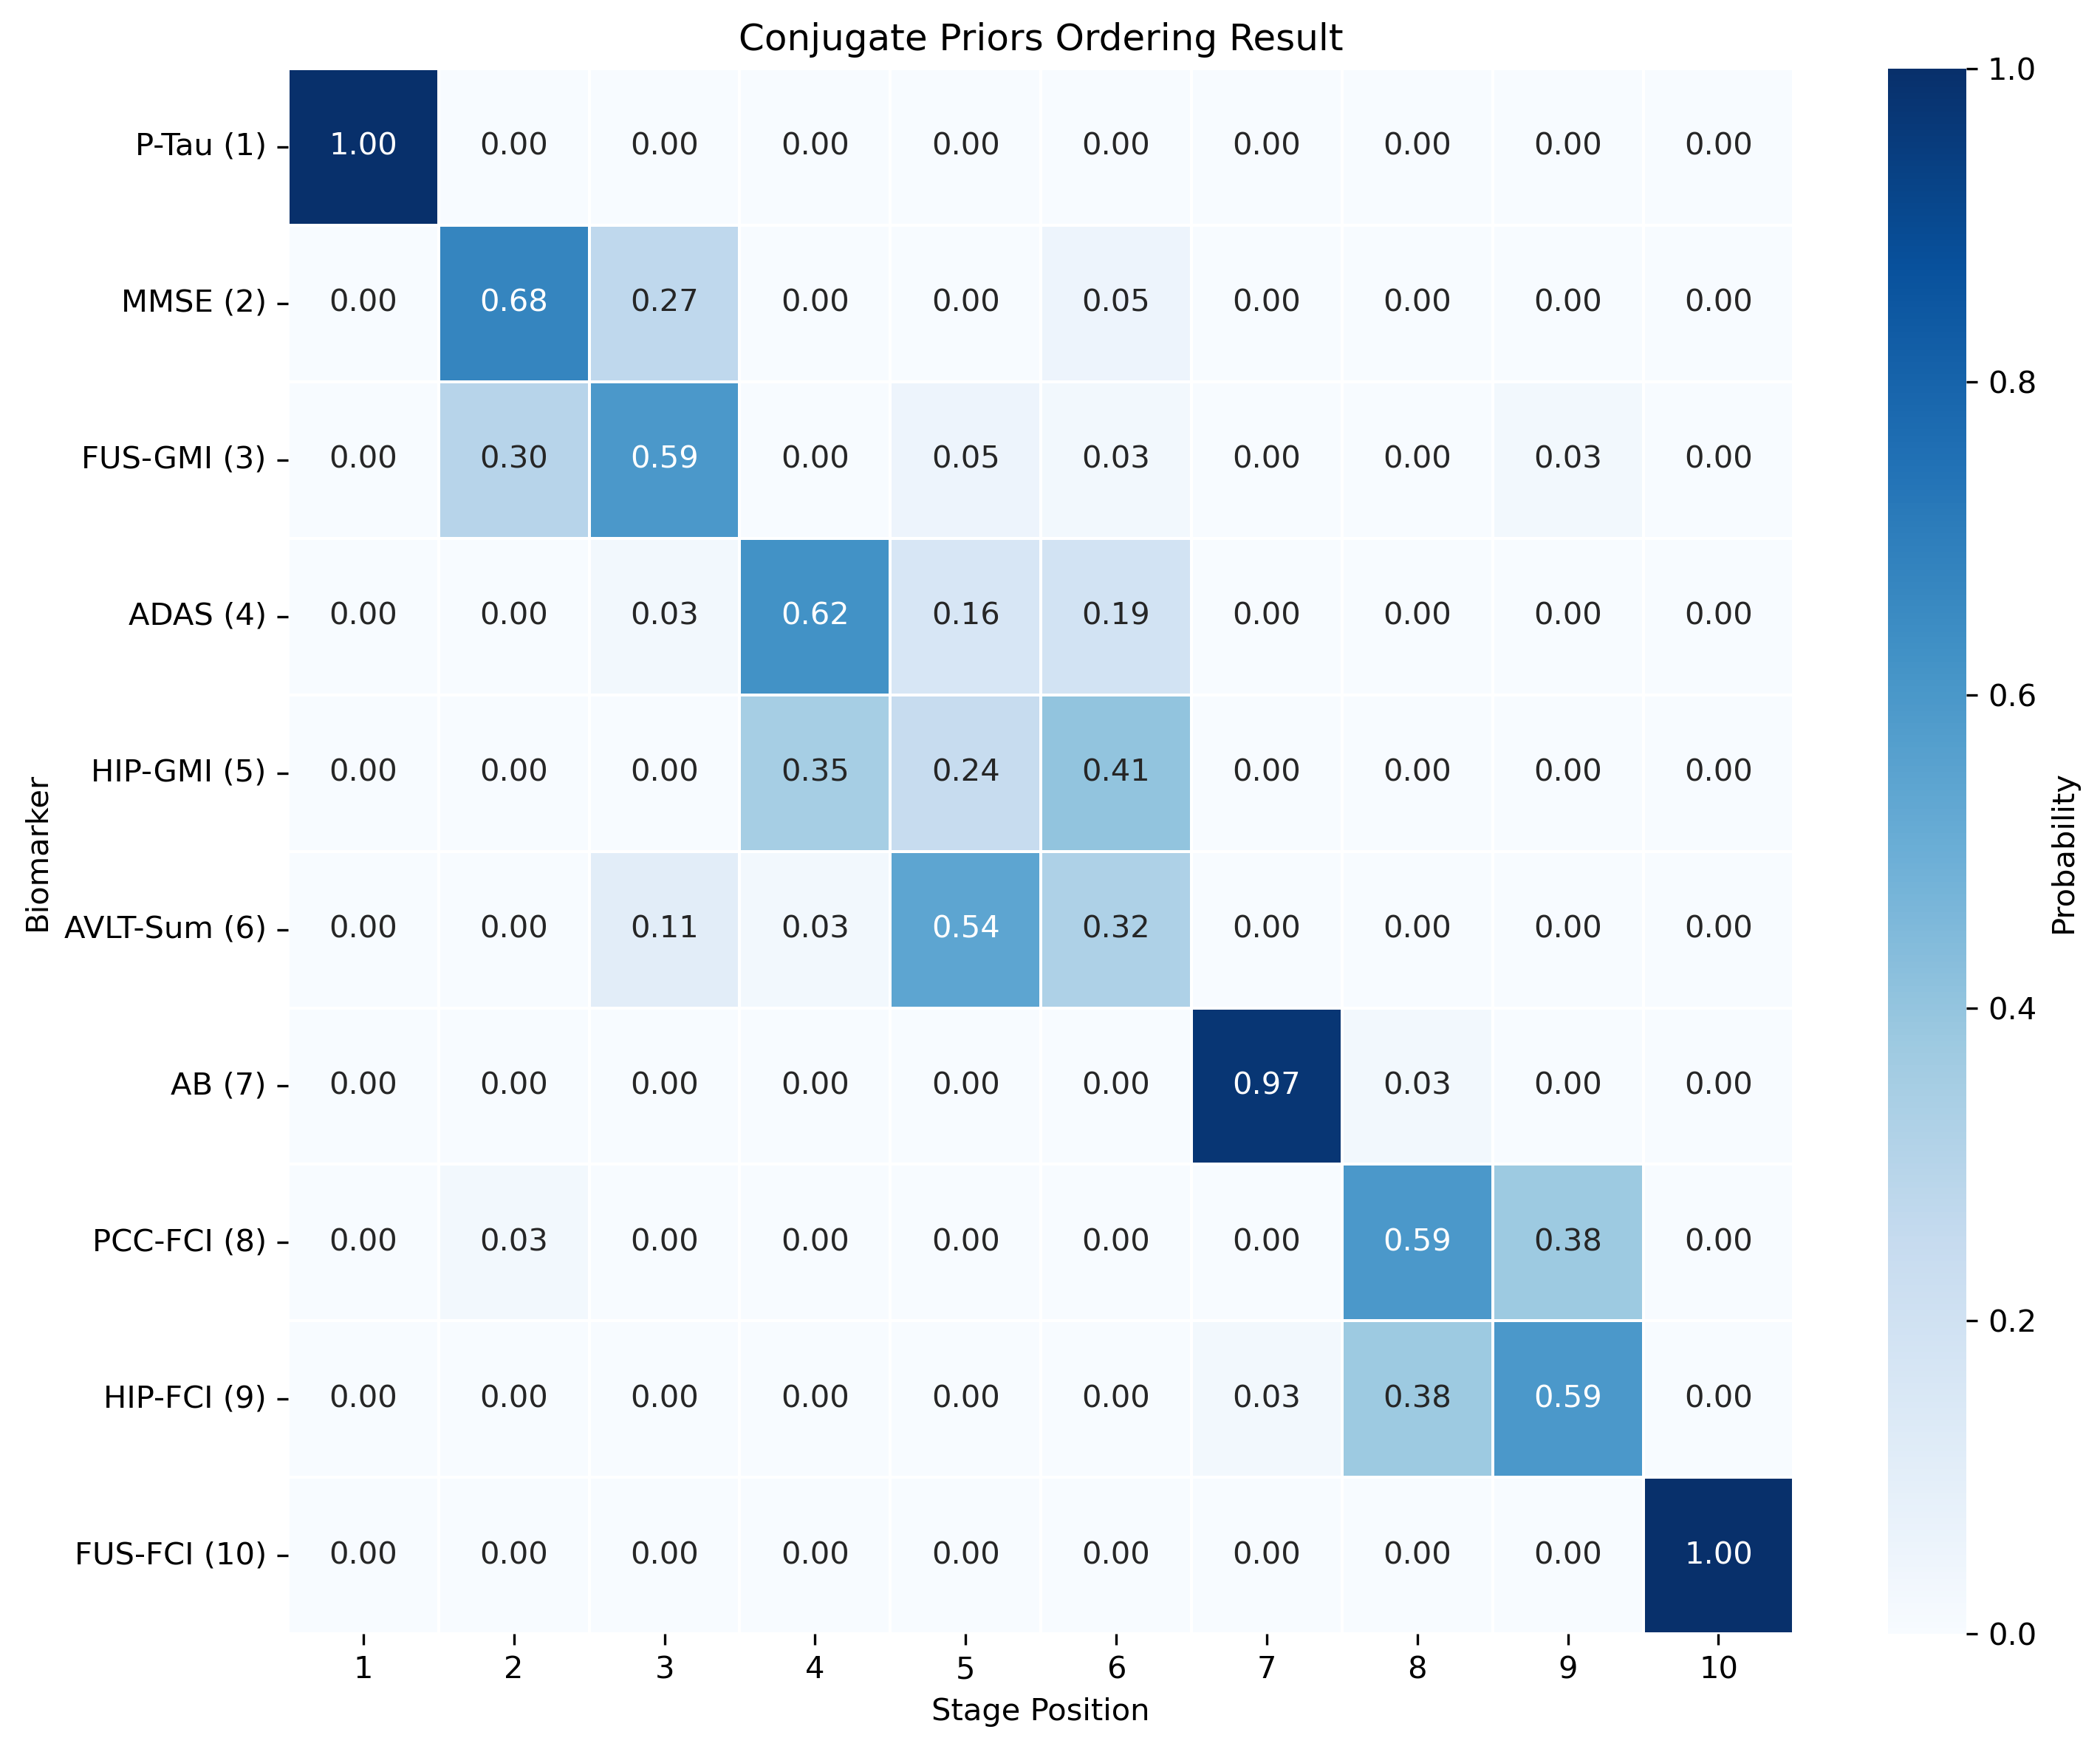 Conjugate Priors Ordering Result
P-Tau (1) 1.00 0.00 0.00 0.00 0.00 0.00 0.00 0.00 0.00 0.00
MMSE (2) 0.00 0.68 0.27 0.00 0.00 0.05 0.00 0.00 0.00 0.00
FUS-GMI (3) 0.00 0.30 0.59 0.00 0.05 0.03 0.00 0.00 0.03 0.00
ADAS (4) 0.00 0.00 0.03 0.62 0.16 0.19 0.00 0.00 0.00 0.00
HIP-GMI (5) 0.00 0.00 0.00 0.35 0.24 0.41 0.00 0.00 0.00 0.00
AVLT-Sum (6) 0.00 0.00 0.11 0.03 0.54 0.32 0.00 0.00 0.00 0.00
AB (7) 0.00 0.00 0.00 0.00 0.00 0.00 0.97 0.03 0.00 0.00
PCC-FCI (8) 0.00 0.03 0.00 0.00 0.00 0.00 0.00 0.59 0.38 0.00
HIP-FCI (9) 0.00 0.00 0.00 0.00 0.00 0.00 0.03 0.38 0.59 0.00
FUS-FCI (10) 0.00 0.00 0.00 0.00 0.00 0.00 0.00 0.00 0.00 1.00
1 2 3 4 5 6 7 8 9 10
Stage Position
Biomarker
1.0
0.8
0.6
0.4
0.2
0.0
Probability